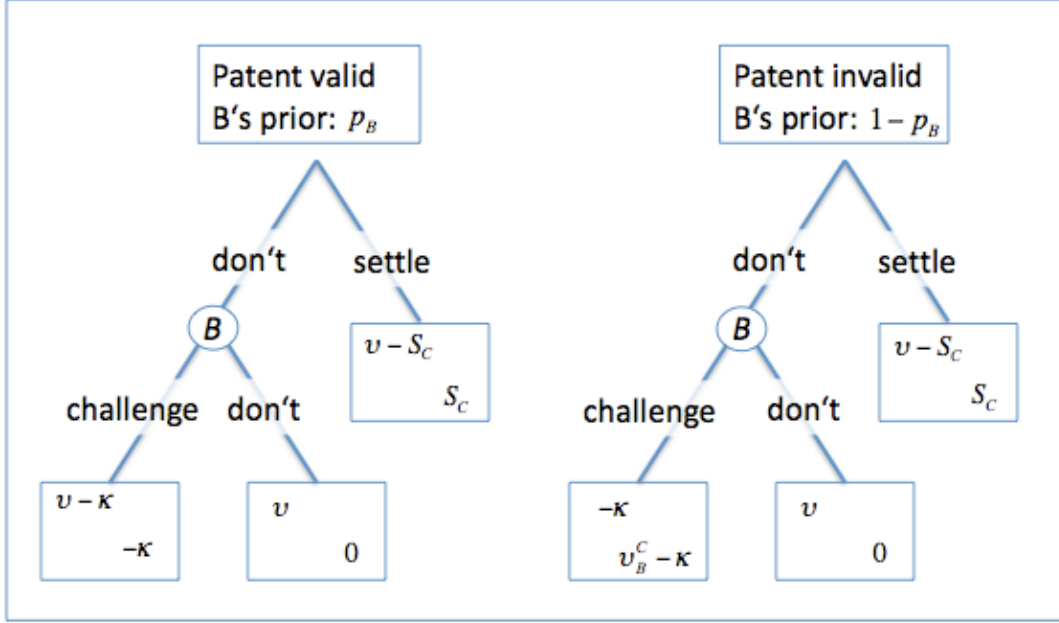 Patent valid
B‘s prior: p_B
Patent invalid
B‘s prior: 1 – p_B
don‘t
settle
don‘t
settle
B
υ – S_C
S_C
B
υ – S_C
S_C
challenge
don‘t
challenge
don‘t
υ – κ
–κ
υ
0
–κ
υ_B^C – κ
υ
0